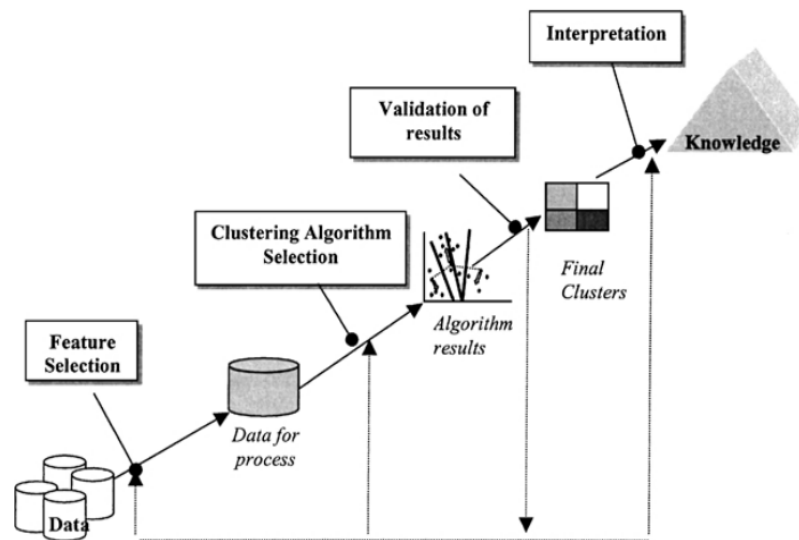 Interpretation
Knowledge
Validation of
results
Final
Clusters
Clustering Algorithm
Selection
Algorithm
results
Feature
Selection
Data for
process
Data